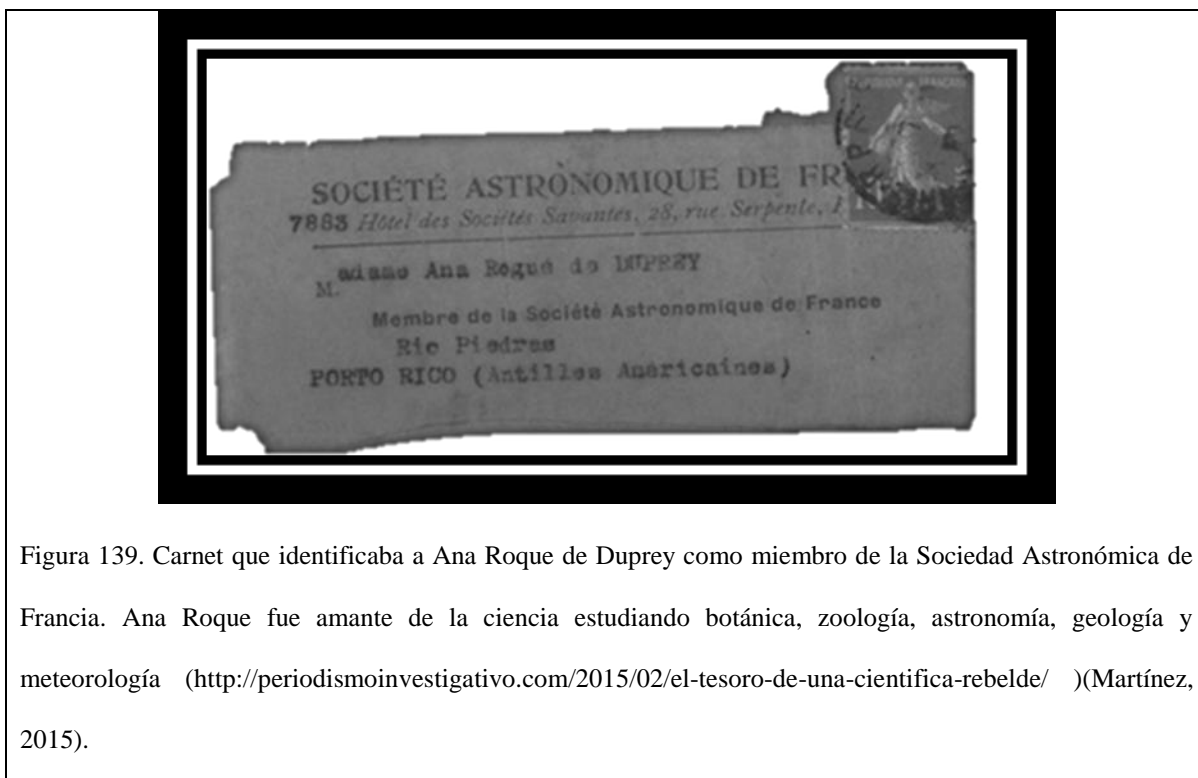 SOCIÉTÉ ASTRONOMIQUE DE FR
7883 Hôtel des Sociétés Savantes, 28, rue Serpente,
M.adame Ana Rogué de DUPREY
Membre de la Société Astronomique de France
Rio Piedras
PORTO RICO (Antilles Américaines)
Figura 139. Carnet que identificaba a Ana Roque de Duprey como miembro de la Sociedad Astronómica de
Francia. Ana Roque fue amante de la ciencia estudiando botánica, zoología, astronomía, geología y
meteorología (http://periodismoinvestigativo.com/2015/02/el-tesoro-de-una-cientifica-rebelde/ )(Martínez,
2015).